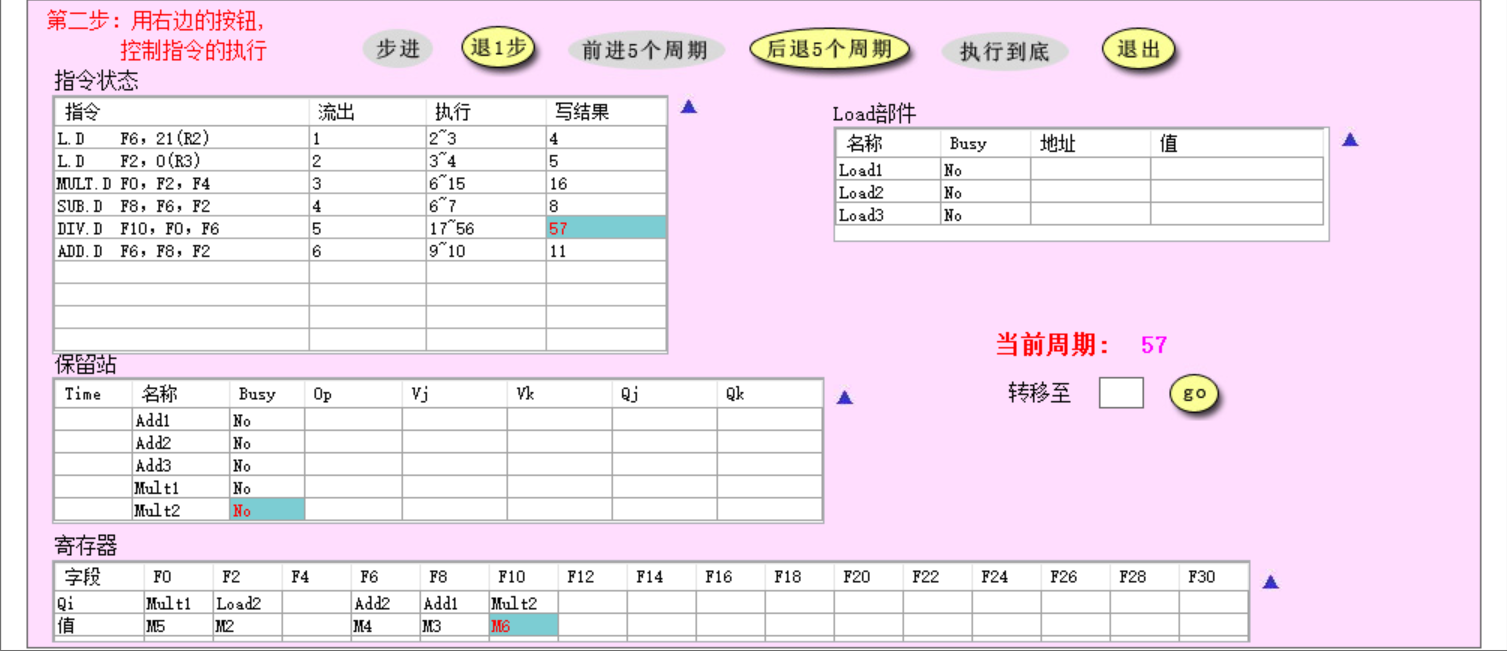 第二步：用右边的按钮，
控制指令的执行
步进 退1步 前进5个周期 后退5个周期 执行到底 退出
指令状态
指令 流出 执行 写结果
L.D F6，21(R2) 1 2~3 4
L.D F2，0(R3) 2 3~4 5
MULT.D F0，F2，F4 3 6~15 16
SUB.D F8，F6，F2 4 6~7 8
DIV.D F10，F0，F6 5 17~56 57
ADD.D F6，F8，F2 6 9~10 11
Load部件
名称 Busy 地址 值
Load1 No
Load2 No
Load3 No
当前周期： 57
转移至 go
保留站
Time 名称 Busy Op Vj Vk Qj Qk
Add1 No
Add2 No
Add3 No
Mult1 No
Mult2 No
寄存器
字段 F0 F2 F4 F6 F8 F10 F12 F14 F16 F18 F20 F22 F24 F26 F28 F30
Qi Mult1 Load2 Add2 Add1 Mult2
值 M5 M2 M4 M3 M6